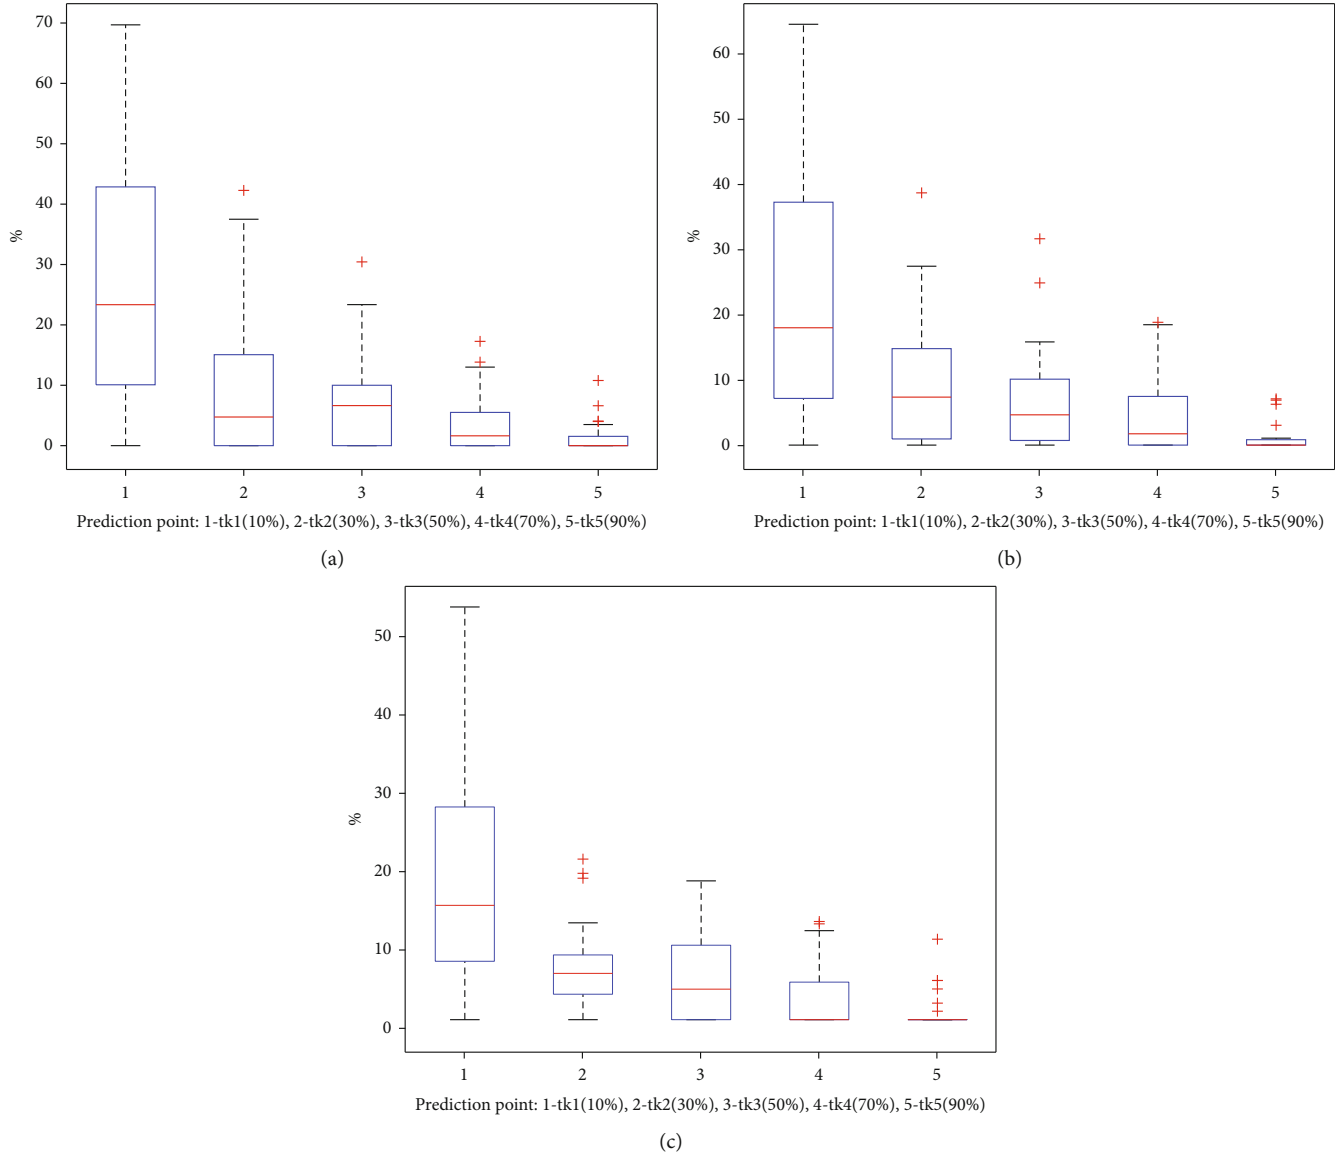 70
60
50
40
30
20
10
0
%
1 2 3 4 5
Prediction point: 1-tk1(10%), 2-tk2(30%), 3-tk3(50%), 4-tk4(70%), 5-tk5(90%)
(a)
60
50
40
30
20
10
0
%
1 2 3 4 5
Prediction point: 1-tk1(10%), 2-tk2(30%), 3-tk3(50%), 4-tk4(70%), 5-tk5(90%)
(b)
50
40
30
20
10
0
%
1 2 3 4 5
Prediction point: 1-tk1(10%), 2-tk2(30%), 3-tk3(50%), 4-tk4(70%), 5-tk5(90%)
(c)